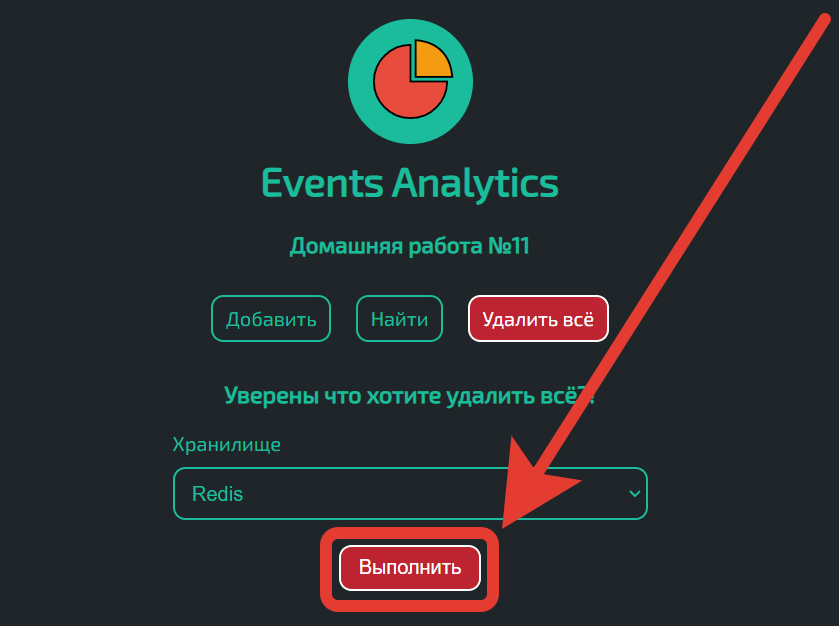 Events Analytics
Домашняя работа №11
Добавить Найти Удалить всё
Уверены что хотите удалить всё?!
Хранилище
Redis
Выполнить